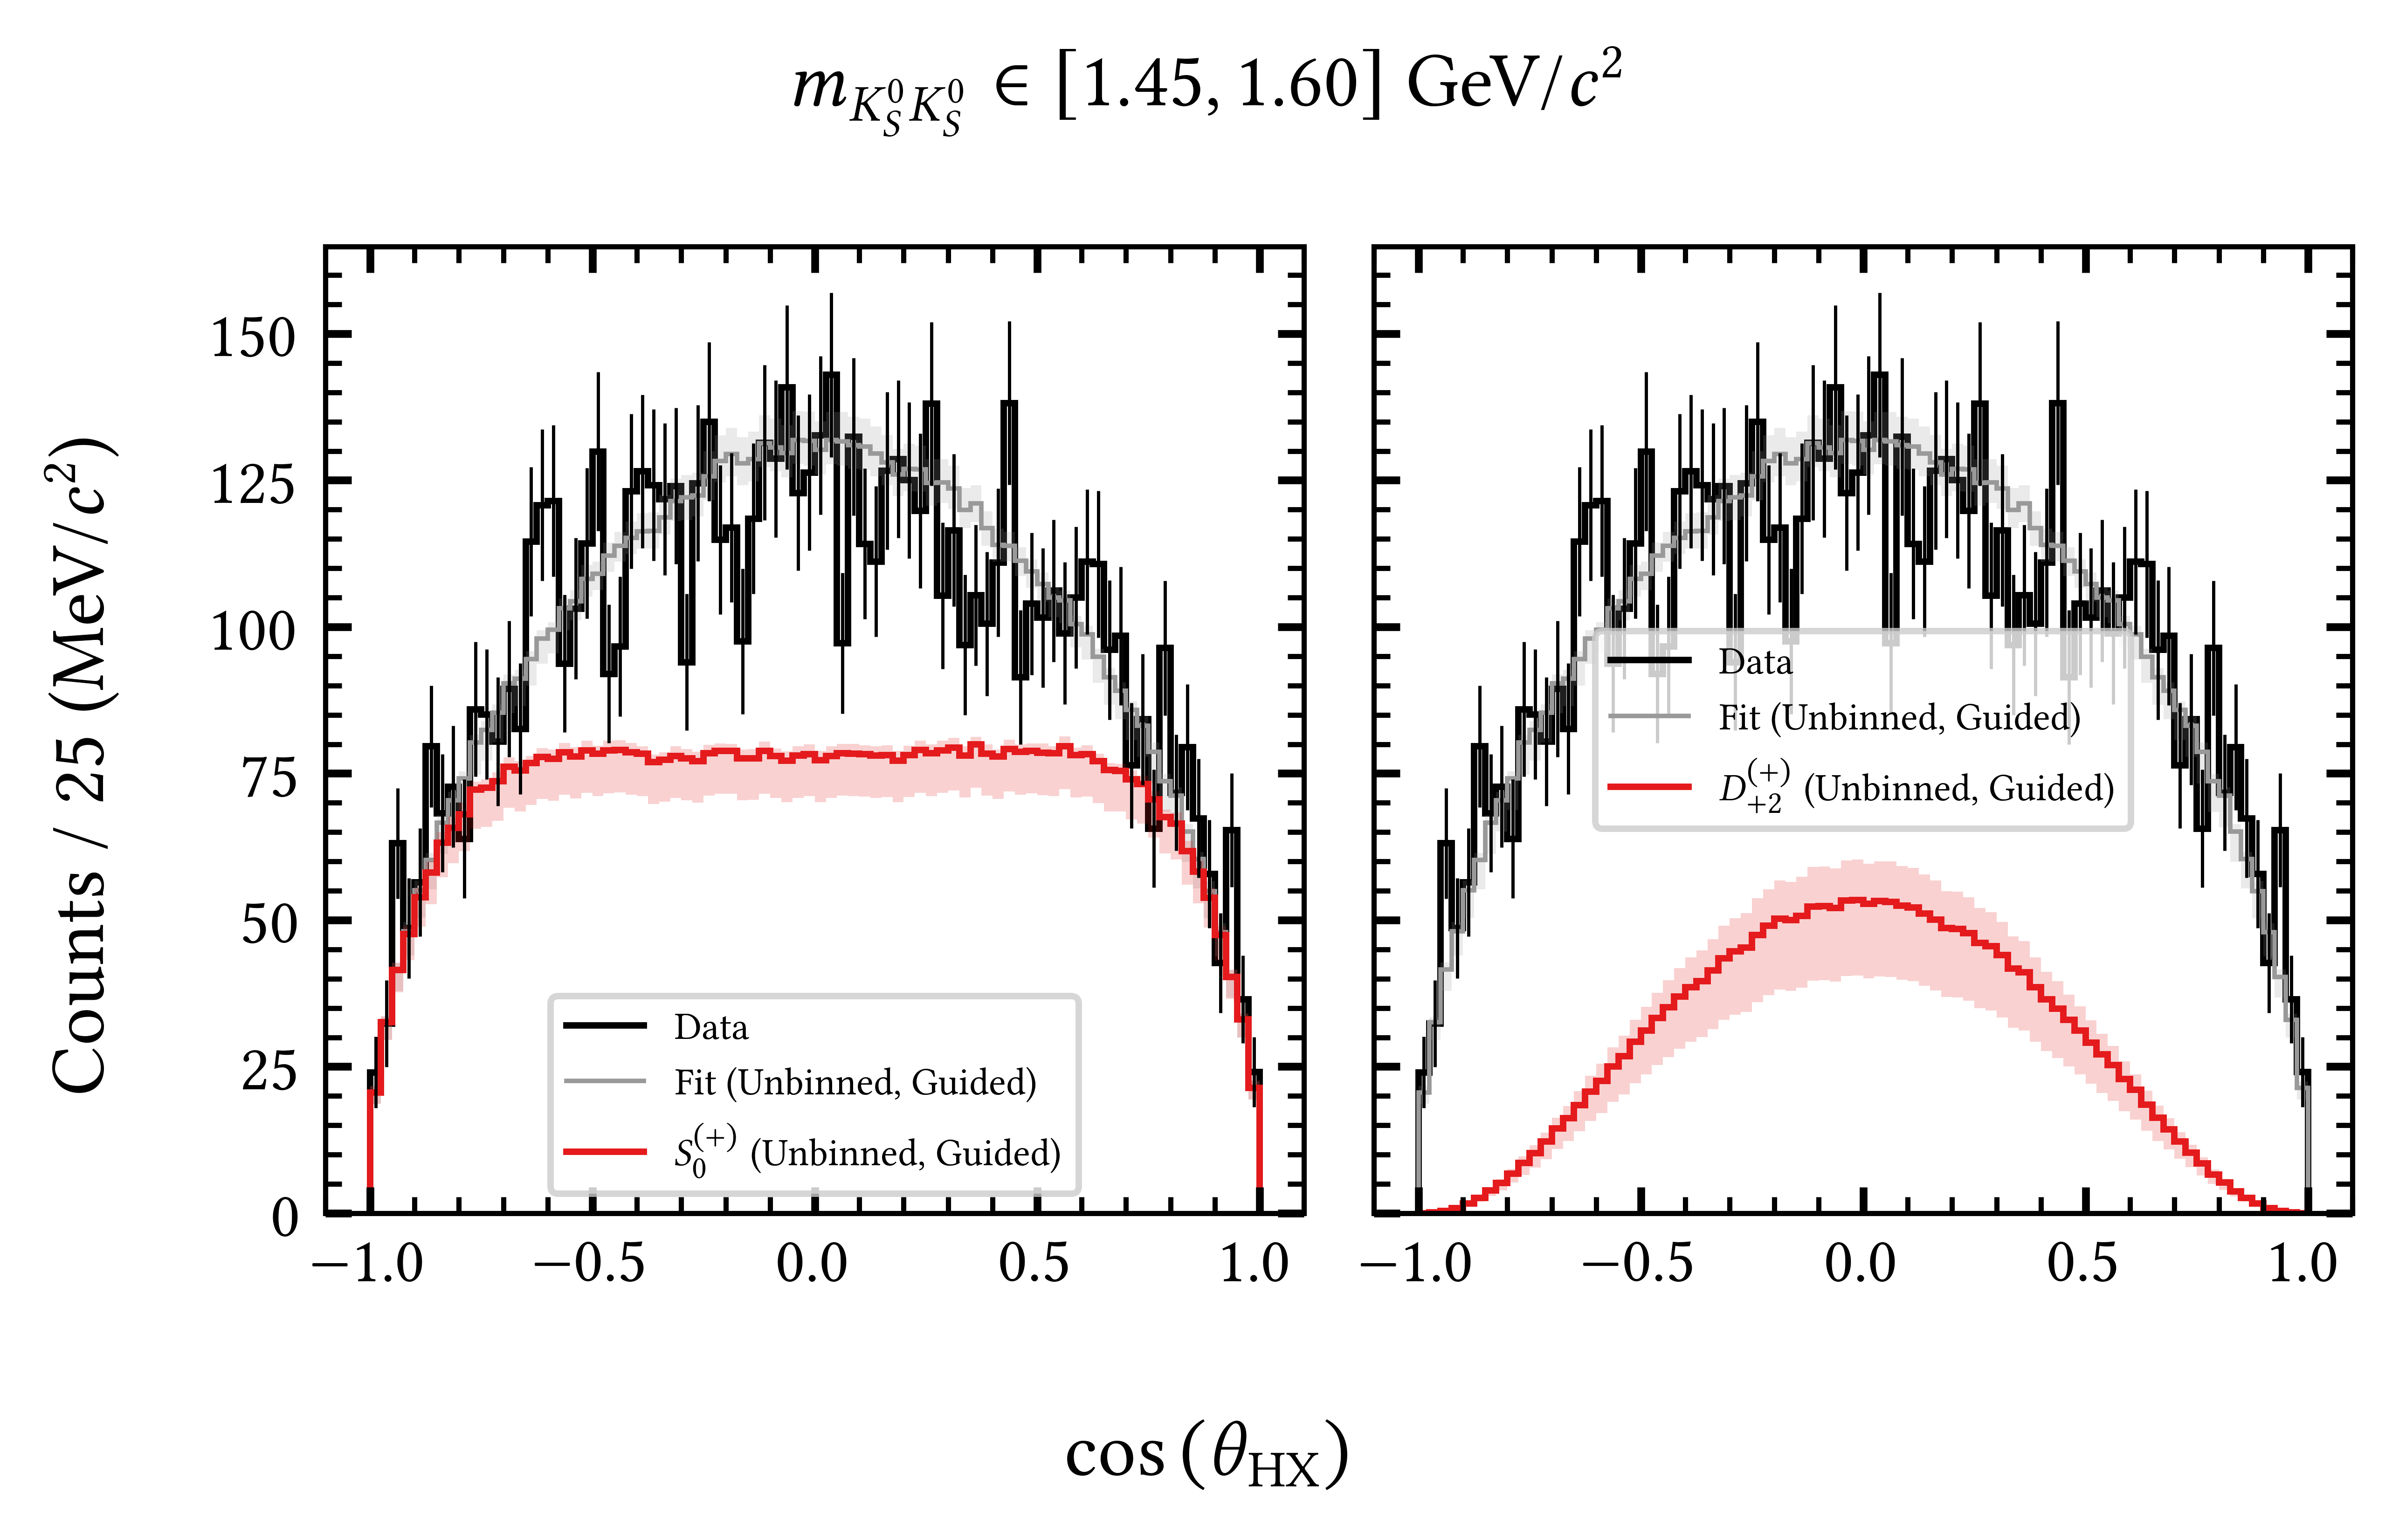 m_{K_S^0 K_S^0} ∈ [1.45, 1.60] GeV/c²
Counts / 25 (MeV/c²)
150
125
100
75
50
25
0
Data
Fit (Unbinned, Guided)
S_0^{(+)} (Unbinned, Guided)
Data
Fit (Unbinned, Guided)
D_{+2}^{(+)} (Unbinned, Guided)
−1.0 −0.5 0.0 0.5 1.0
−1.0 −0.5 0.0 0.5 1.0
cos (θ_{HX})